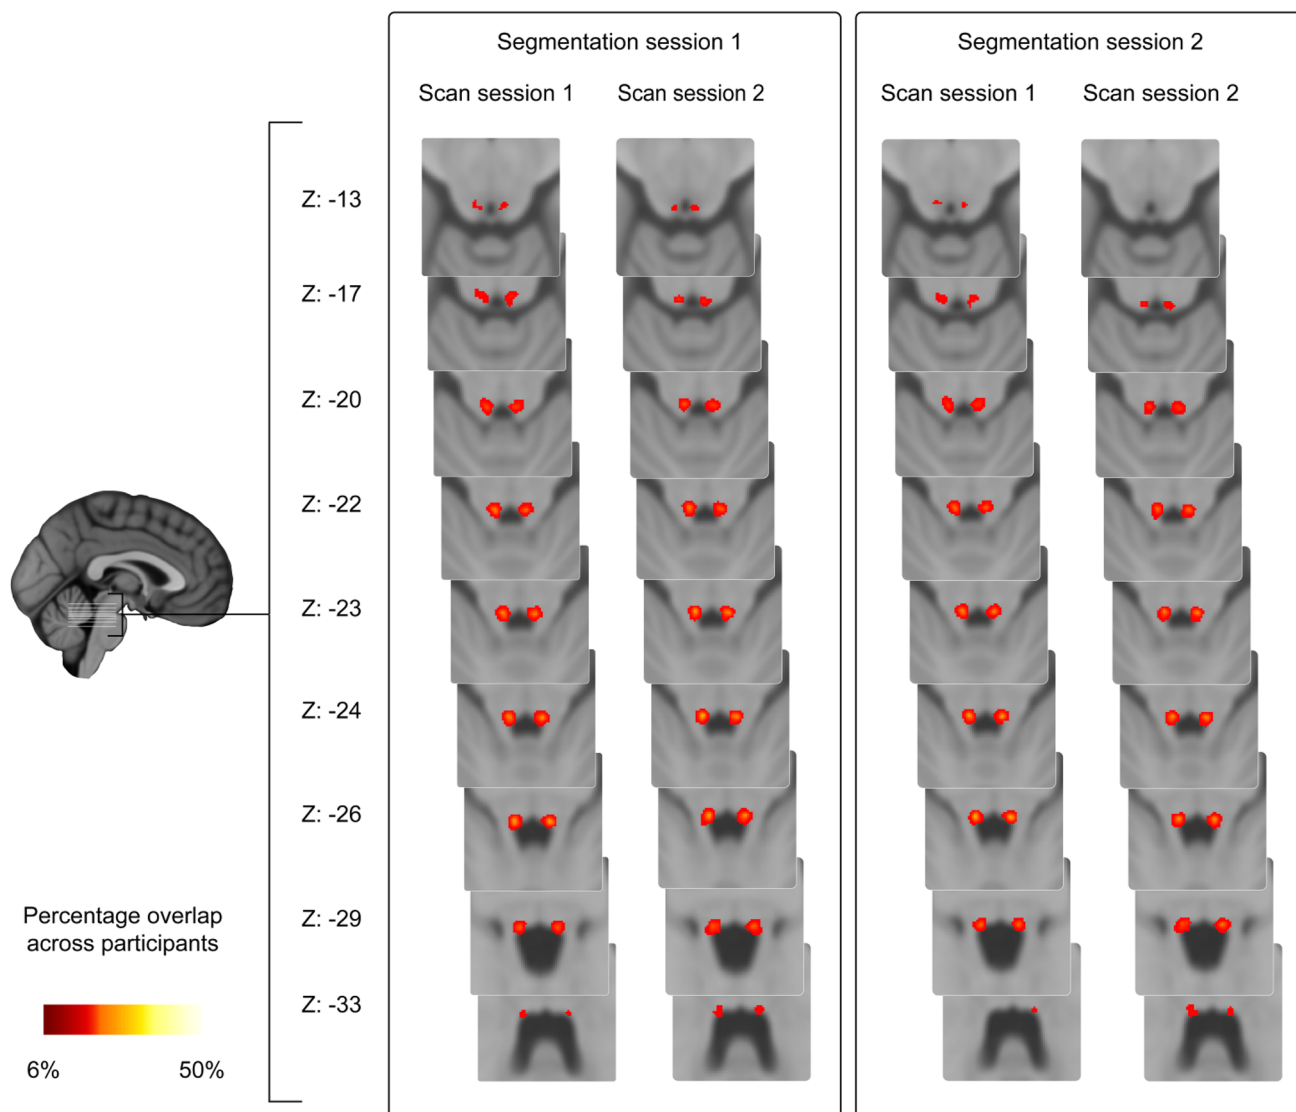 Segmentation session 1
Segmentation session 2
Scan session 1
Scan session 2
Scan session 1
Scan session 2
Z: -13
Z: -17
Z: -20
Z: -22
Z: -23
Z: -24
Z: -26
Z: -29
Z: -33
Percentage overlap
across participants
6%
50%